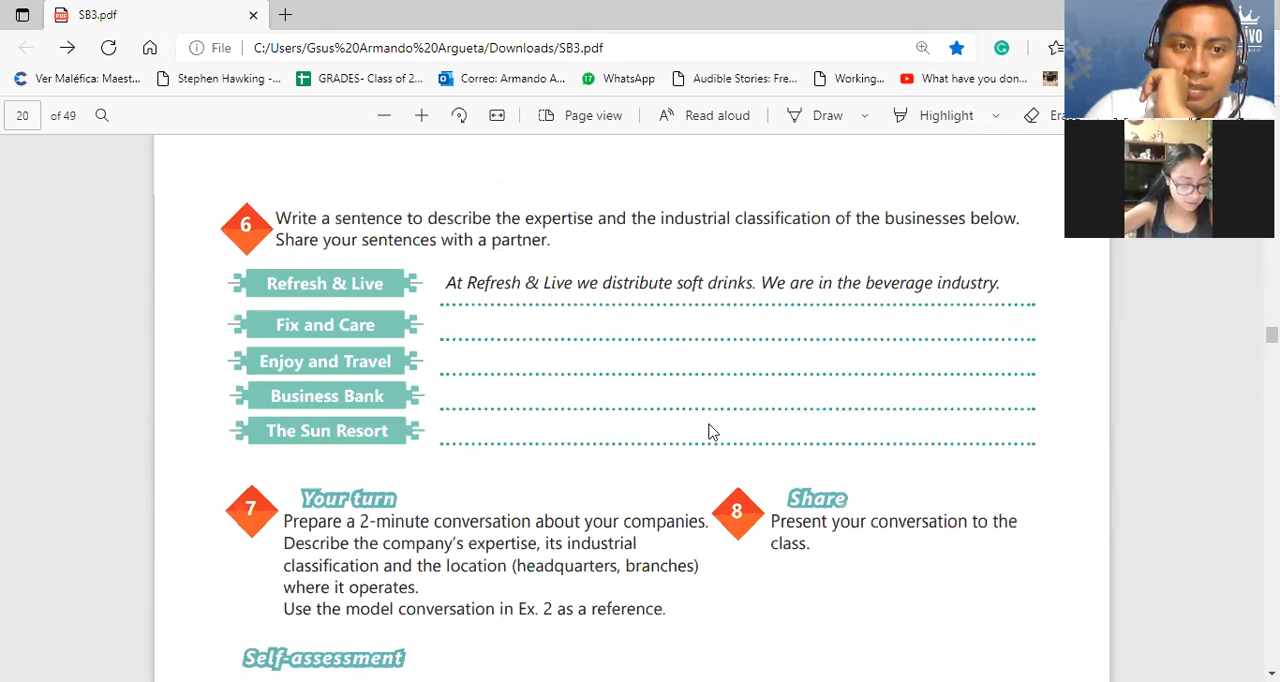 SB3.pdf
File
C:/Users/Gsus%20Armando%20Argueta/Downloads/SB3.pdf
Ver Maléfica: Maest...
Stephen Hawking -...
GRADES- Class of 2...
Correo: Armando A...
17 WhatsApp
Audible Stories: Fre...
Working...
What have you don...
20 of 49
Page view
Read aloud
Draw
Highlight
6 Write a sentence to describe the expertise and the industrial classification of the businesses below.
Share your sentences with a partner.
Refresh & Live At Refresh & Live we distribute soft drinks. We are in the beverage industry.
Fix and Care
Enjoy and Travel
Business Bank
The Sun Resort
7 Your turn
Prepare a 2-minute conversation about your companies.
Describe the company's expertise, its industrial
classification and the location (headquarters, branches)
where it operates.
Use the model conversation in Ex. 2 as a reference.
8 Share
Present your conversation to the
class.
Self-assessment